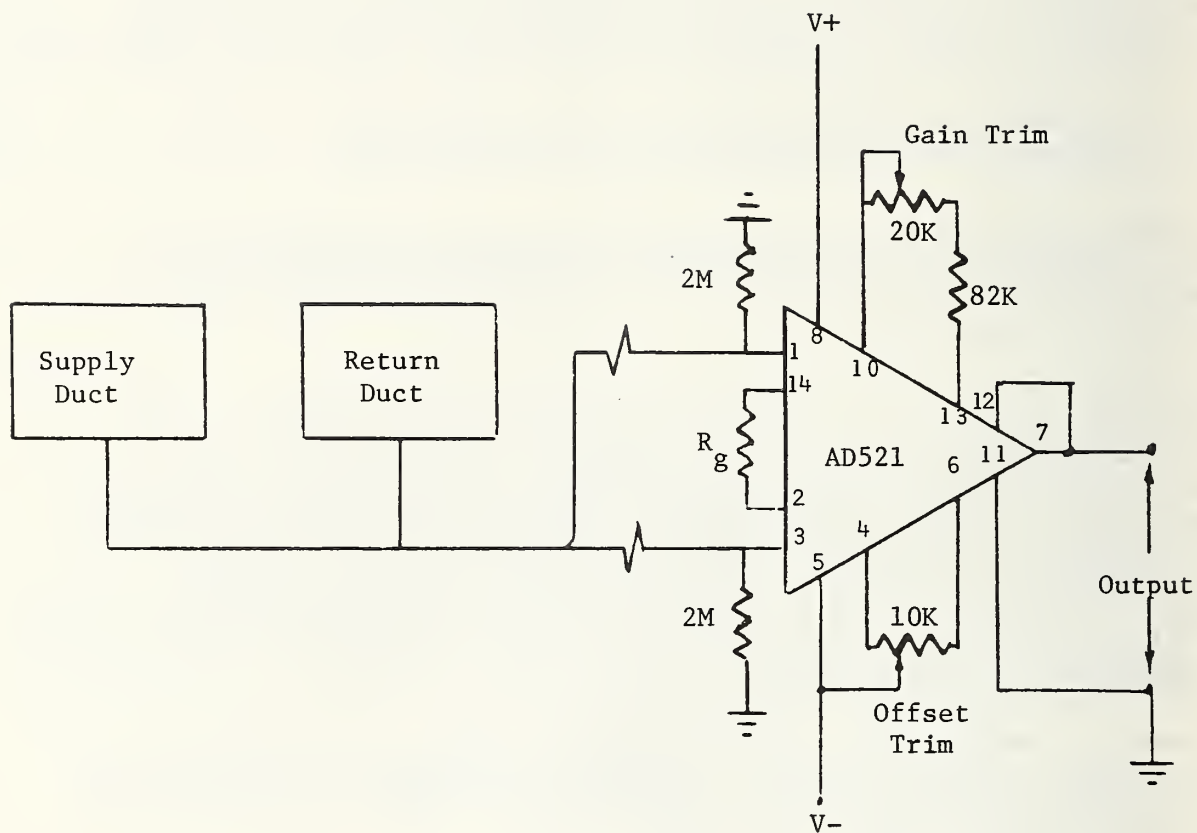 V+
Gain Trim
20K
2M
82K
Supply
Duct
Return
Duct
1
8
10
14
13
12
7
R
g
AD521
11
6
2
3
4
5
2M
10K
Output
Offset
Trim
V-